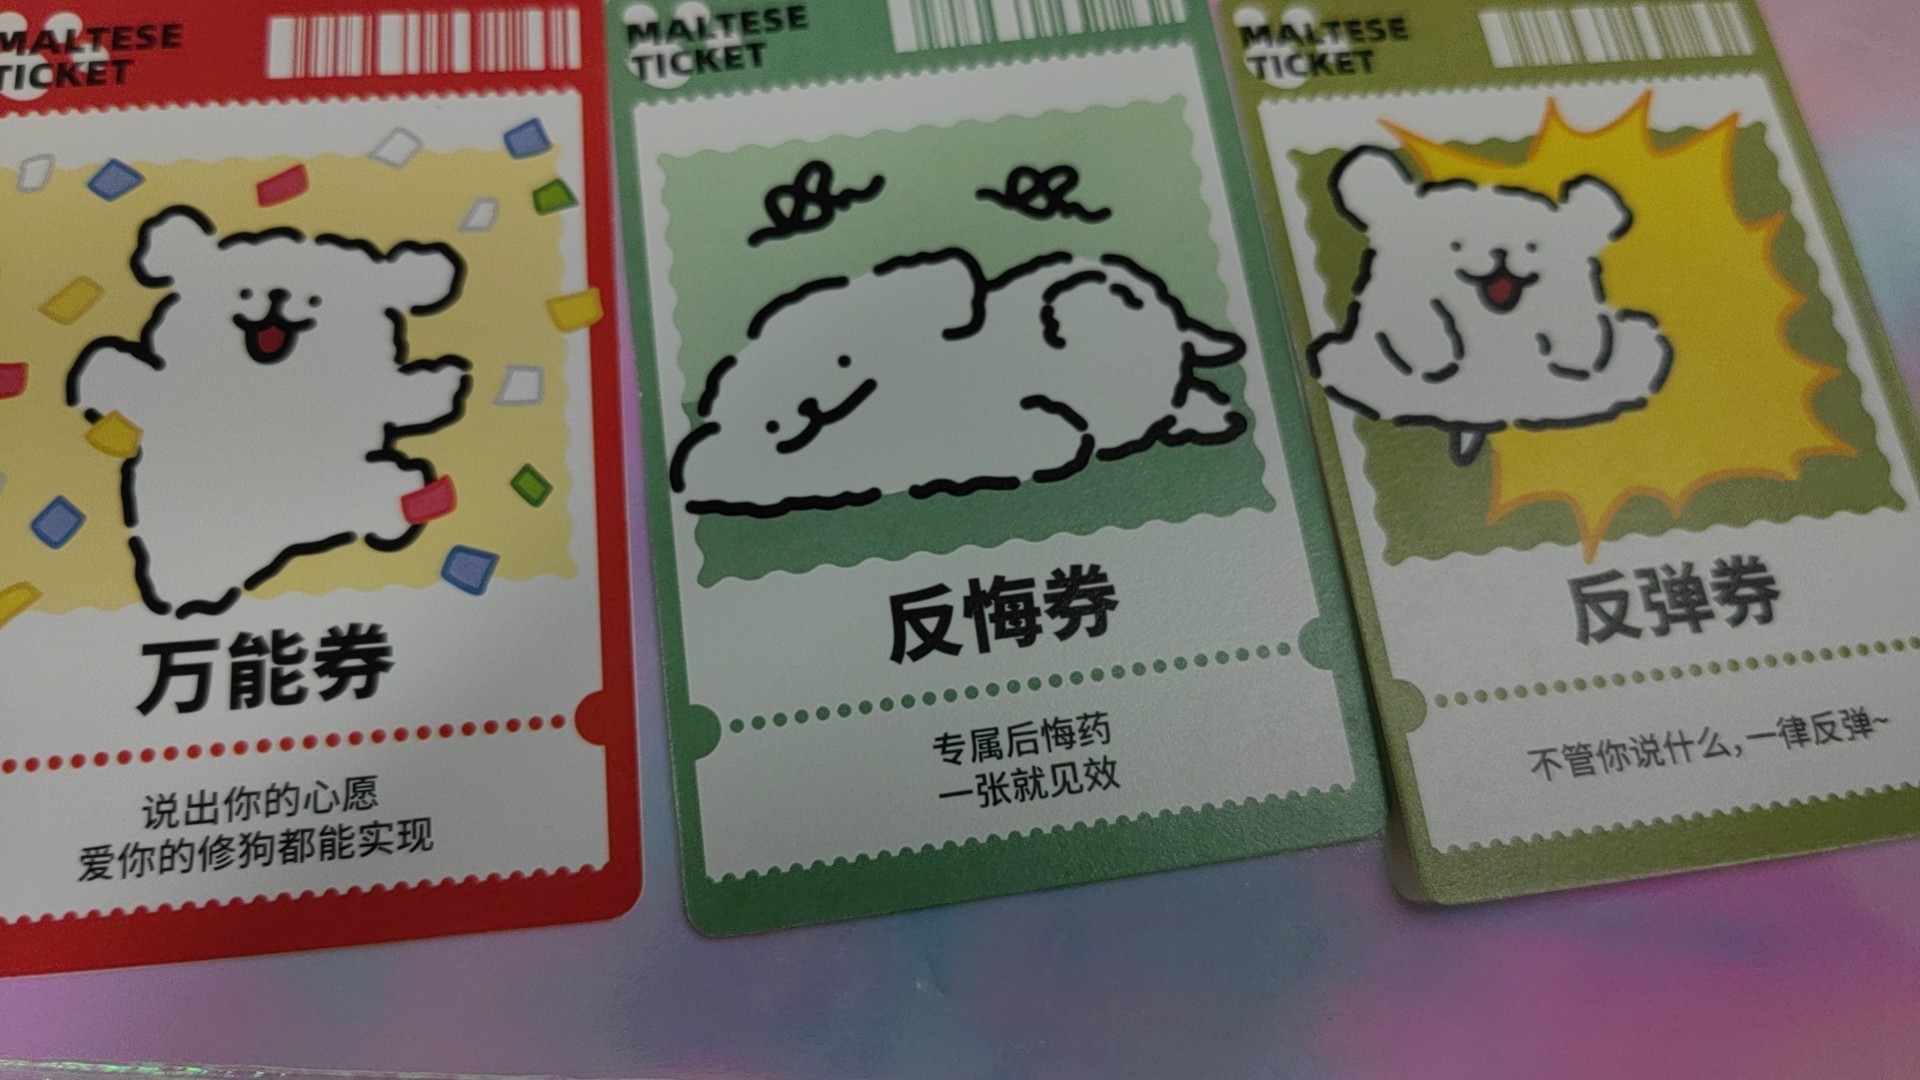 MALTESE
TICKET
万能券
说出你的心愿
爱你的修狗都能实现
MALTESE
TICKET
反悔券
专属后悔药
一张就见效
MALTESE
TICKET
反弹券
不管你说什么,一律反弹~